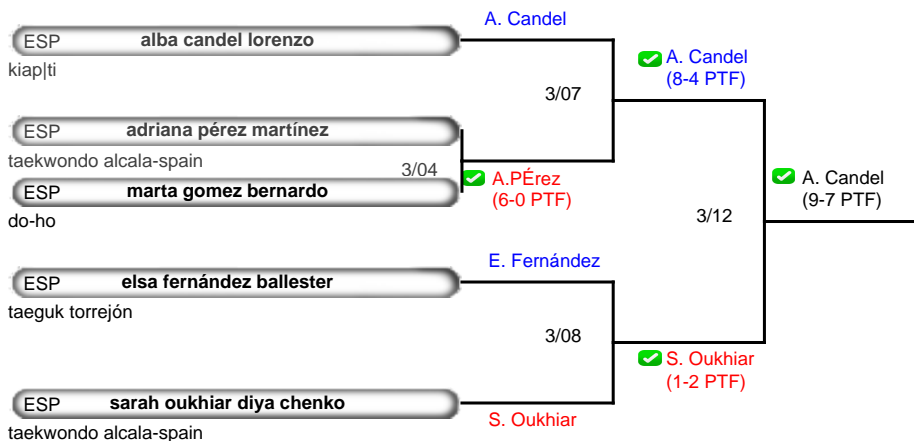 A. Candel
ESP alba candel lorenzo
kiap|ti
A. Candel
(8-4 PTF)
3/07
ESP adriana pérez martínez
taekwondo alcala-spain
3/04
A.PÉrez
(6-0 PTF)
ESP marta gomez bernardo
do-ho
A. Candel
(9-7 PTF)
3/12
E. Fernández
ESP elsa fernández ballester
taeguk torrejón
3/08
S. Oukhiar
(1-2 PTF)
ESP sarah oukhiar diya chenko
S. Oukhiar
taekwondo alcala-spain